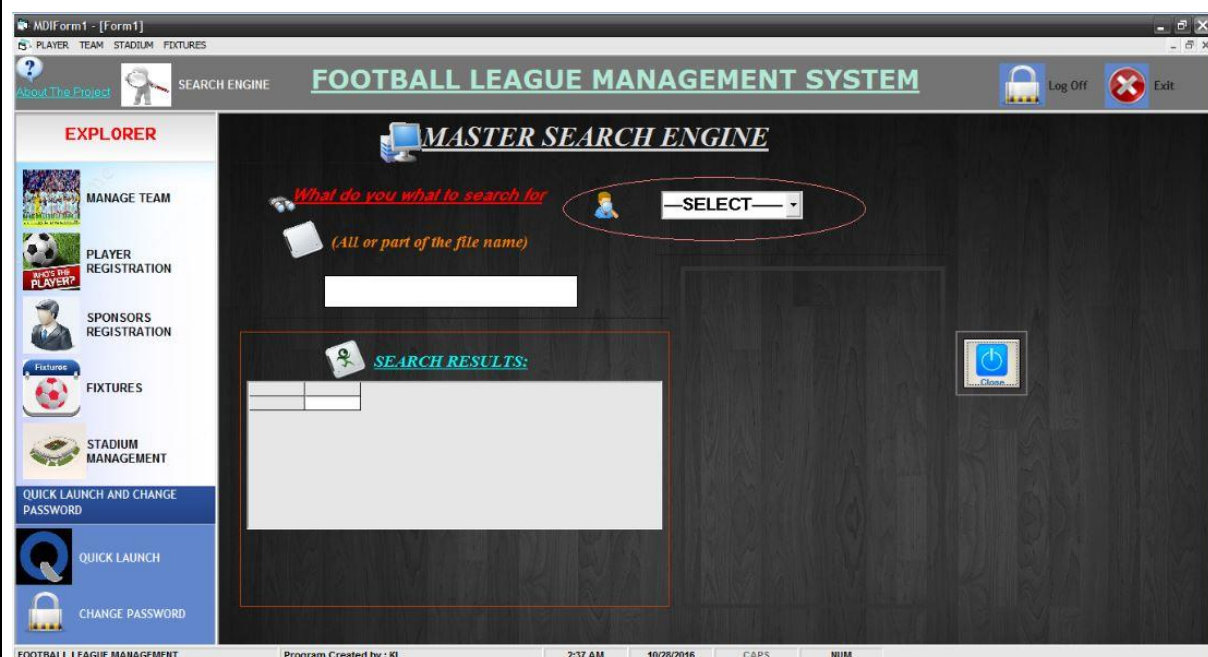 MDIForm1 - [Form1]
PLAYER TEAM STADIUM FIXTURES
About The Project
SEARCH ENGINE
FOOTBALL LEAGUE MANAGEMENT SYSTEM
Log Off
Exit
EXPLORER
MASTER SEARCH ENGINE
What do you what to search for
—SELECT—
(All or part of the file name)
MANAGE TEAM
WHO'S THE
PLAYER?
PLAYER
REGISTRATION
SPONSORS
REGISTRATION
Fixtures
FIXTURES
STADIUM
MANAGEMENT
SEARCH RESULTS:
Close
QUICK LAUNCH AND CHANGE
PASSWORD
QUICK LAUNCH
CHANGE PASSWORD
FOOTBALL LEAGUE MANAGEMENT
Program Created by : KI
2:37 AM
10/28/2016
CAPS
NUM